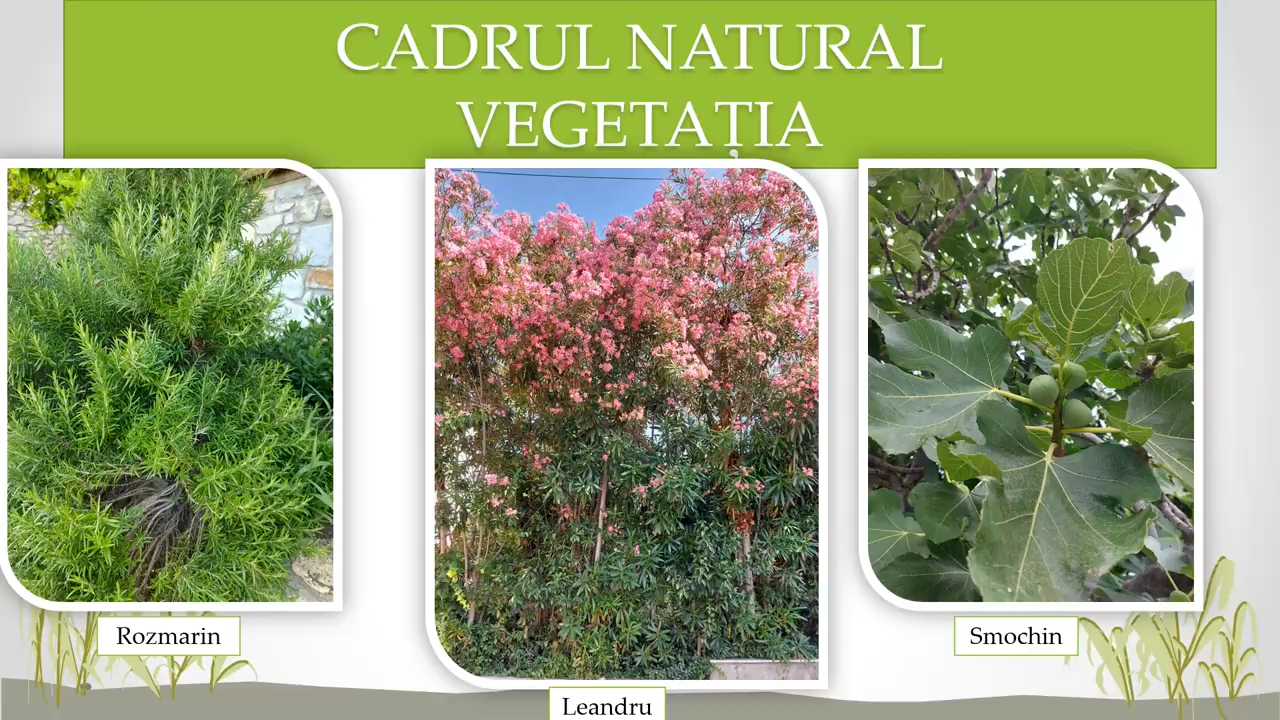 CADRUL NATURAL
VEGETAȚIA
Rozmarin
Smochin
Leandru